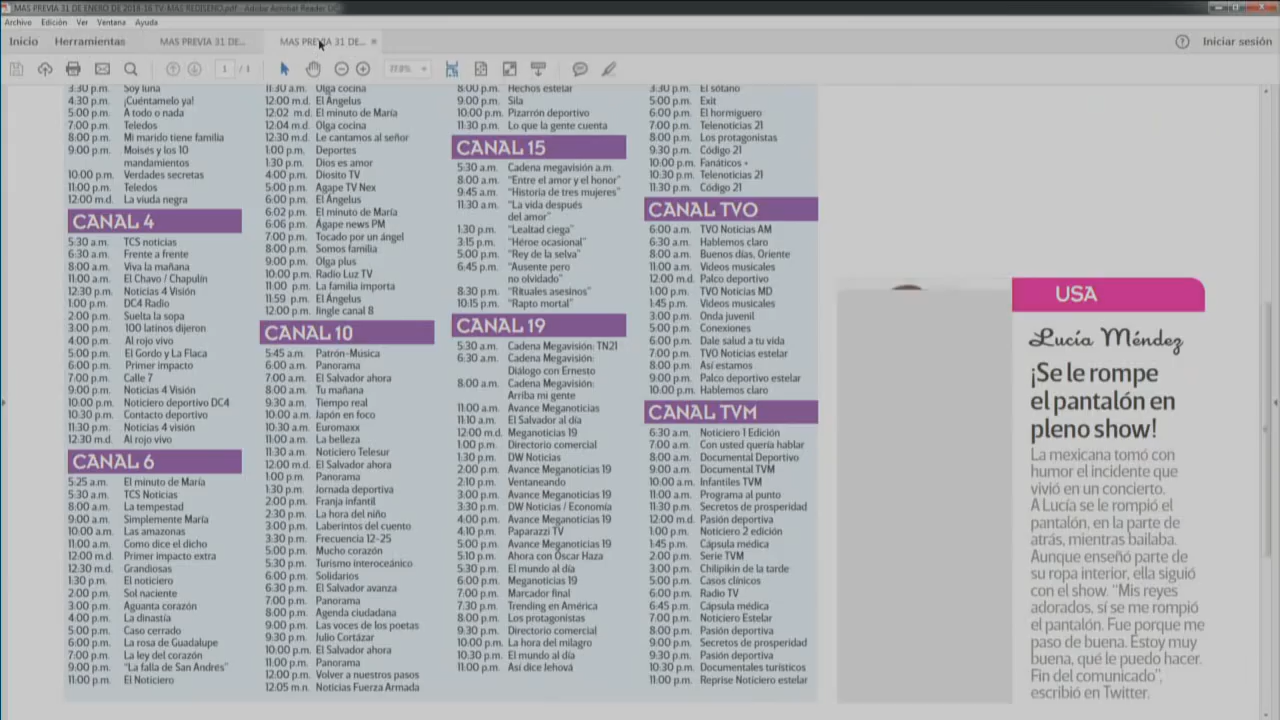 MAS PREVIA 31 DE ENERO DE 2018-16 TV-MAS REDISEÑO.pdf - Adobe Acrobat Reader DC
Archivo Edición Ver Ventana Ayuda
Inicio Herramientas MAS PREVIA 31 DE... MAS PREVIA 31 DE... Iniciar sesión
1 / 1 77.8%
3:30 p.m. Soy luna
4:30 p.m. ¡Cuéntamelo ya!
5:00 p.m. A todo o nada
7:00 p.m. Teledos
8:00 p.m. Mi marido tiene familia
9:00 p.m. Moisés y los 10
mandamientos
10:00 p.m. Verdades secretas
11:00 p.m. Teledos
12:00 m.d. La viuda negra
CANAL 4
5:30 a.m. TCS noticias
6:30 a.m. Frente a frente
8:00 a.m. Viva la mañana
11:00 a.m. El Chavo / Chapulín
12:30 p.m. Noticias 4 Visión
1:00 p.m. DC4 Radio
2:00 p.m. Suelta la sopa
3:00 p.m. 100 latinos dijeron
4:00 p.m. Al rojo vivo
5:00 p.m. El Gordo y La Flaca
6:00 p.m. Primer impacto
7:00 p.m. Calle 7
9:00 p.m. Noticias 4 Visión
10:00 p.m. Noticiero deportivo DC4
10:30 p.m. Contacto deportivo
11:30 p.m. Noticias 4 visión
12:30 m.d. Al rojo vivo
CANAL 6
5:25 a.m. El minuto de María
5:30 a.m. TCS Noticias
8:00 a.m. La tempestad
9:00 a.m. Simplemente María
10:00 a.m. Las amazonas
11:00 a.m. Como dice el dicho
12:00 m.d. Primer impacto extra
12:30 m.d. Grandiosas
1:30 p.m. El noticiero
2:00 p.m. Sol naciente
3:00 p.m. Aguanta corazón
4:00 p.m. La dinastía
5:00 p.m. Caso cerrado
6:00 p.m. La rosa de Guadalupe
7:00 p.m. La ley del corazón
9:00 p.m. "La falla de San Andrés"
11:00 p.m. El Noticiero
11:30 a.m. Olga cocina
12:00 m.d. El Ángelus
12:02 m.d. El minuto de María
12:04 m.d. Olga cocina
12:30 m.d. Le cantamos al señor
1:00 p.m. Deportes
1:30 p.m. Dios es amor
4:00 p.m. Diosito TV
5:00 p.m. Agape TV Nex
6:00 p.m. El Ángelus
6:02 p.m. El minuto de María
6:06 p.m. Ágape news PM
7:00 p.m. Tocado por un ángel
8:00 p.m. Somos familia
9:00 p.m. Olga plus
10:00 p.m. Radio Luz TV
11:00 p.m. La familia importa
11:59 p.m. El Ángelus
12:00 p.m. Jingle canal 8
CANAL 10
5:45 a.m. Patrón-Música
6:00 a.m. Panorama
7:00 a.m. El Salvador ahora
8:00 a.m. Tu mañana
9:30 a.m. Tiempo real
10:00 a.m. Japón en foco
10:30 a.m. Euromaxx
11:00 a.m. La belleza
11:30 a.m. Noticiero Telesur
12:00 m.d. El Salvador ahora
1:00 p.m. Panorama
1:30 p.m. Jornada deportiva
2:00 p.m. Franja infantil
2:30 p.m. La hora del niño
3:00 p.m. Laberintos del cuento
3:30 p.m. Frecuencia 12-25
5:00 p.m. Mucho corazón
5:30 p.m. Turismo interoceánico
6:00 p.m. Solidarios
6:30 p.m. El Salvador avanza
7:00 p.m. Panorama
8:00 p.m. Agenda ciudadana
9:00 p.m. Las voces de los poetas
9:30 p.m. Julio Cortázar
10:00 p.m. El Salvador ahora
11:00 p.m. Panorama
12:00 p.m. Volver a nuestros pasos
12:05 m.n. Noticias Fuerza Armada
8:00 p.m. Hechos estelar
9:00 p.m. Sila
10:00 p.m. Pizarrón deportivo
11:30 p.m. Lo que la gente cuenta
CANAL 15
5:30 a.m. Cadena megavisión a.m.
8:00 a.m. "Entre el amor y el honor"
9:45 a.m. "Historia de tres mujeres"
11:30 a.m. "La vida después
del amor"
1:30 p.m. "Lealtad ciega"
3:15 p.m. "Héroe ocasional"
5:00 p.m. "Rey de la selva"
6:45 p.m. "Ausente pero
no olvidado"
8:30 p.m. "Rituales asesinos"
10:15 p.m. "Rapto mortal"
CANAL 19
5:30 a.m. Cadena Megavisión: TN21
6:30 a.m. Cadena Megavisión:
Diálogo con Ernesto
8:00 a.m. Cadena Megavisión:
Arriba mi gente
11:00 a.m. Avance Meganoticias
11:10 a.m. El Salvador al día
12:00 m.d. Meganoticias 19
1:00 p.m. Directorio comercial
1:30 p.m. DW Noticias
2:00 p.m. Avance Meganoticias 19
2:10 p.m. Ventaneando
3:00 p.m. Avance Meganoticias 19
3:30 p.m. DW Noticias / Economía
4:00 p.m. Avance Meganoticias 19
4:10 p.m. Paparazzi TV
5:00 p.m. Avance Meganoticias 19
5:10 p.m. Ahora con Óscar Haza
5:30 p.m. El mundo al día
6:00 p.m. Meganoticias 19
7:00 p.m. Marcador final
7:30 p.m. Trending en América
8:00 p.m. Los protagonistas
9:30 p.m. Directorio comercial
10:00 p.m. La hora del milagro
10:30 p.m. El mundo al día
11:00 p.m. Así dice Jehová
3:30 p.m. El sótano
5:00 p.m. Exit
6:00 p.m. El hormiguero
7:00 p.m. Telenoticias 21
8:00 p.m. Los protagonistas
9:30 p.m. Código 21
10:00 p.m. Fanáticos +
10:30 p.m. Telenoticias 21
11:30 p.m. Código 21
CANAL TVO
6:00 a.m. TVO Noticias AM
6:30 a.m. Hablemos claro
8:00 a.m. Buenos días, Oriente
11:00 a.m. Videos musicales
12:00 m.d. Palco deportivo
1:00 p.m. TVO Noticias MD
1:45 p.m. Videos musicales
3:00 p.m. Onda juvenil
5:00 p.m. Conexiones
6:00 p.m. Dale salud a tu vida
7:00 p.m. TVO Noticias estelar
8:00 p.m. Así estamos
9:00 p.m. Palco deportivo estelar
10:00 p.m. Hablemos claro
CANAL TVM
6:30 a.m. Noticiero 1 Edición
7:00 a.m. Con usted quería hablar
8:00 a.m. Documental Deportivo
9:00 a.m. Documental TVM
10:00 a.m. Infantiles TVM
11:00 a.m. Programa al punto
11:30 a.m. Secretos de prosperidad
12:00 m.d. Pasión deportiva
1:00 p.m. Noticiero 2 edición
1:45 p.m. Cápsula médica
2:00 p.m. Serie TVM
3:00 p.m. Chilipikin de la tarde
5:00 p.m. Casos clínicos
6:00 p.m. Radio TV
6:45 p.m. Cápsula médica
7:00 p.m. Noticiero Estelar
8:00 p.m. Pasión deportiva
9:00 p.m. Secretos de prosperidad
9:30 p.m. Pasión deportiva
10:30 p.m. Documentales turísticos
11:00 p.m. Reprise Noticiero estelar
USA
Lucía Méndez
¡Se le rompe
el pantalón en
pleno show!
La mexicana tomó con
humor el incidente que
vivió en un concierto.
A Lucía se le rompió el
pantalón, en la parte de
atrás, mientras bailaba.
Aunque enseñó parte de
su ropa interior, ella siguió
con el show. "Mis reyes
adorados, sí se me rompió
el pantalón. Fue porque me
paso de buena. Estoy muy
buena, qué le puedo hacer.
Fin del comunicado",
escribió en Twitter.